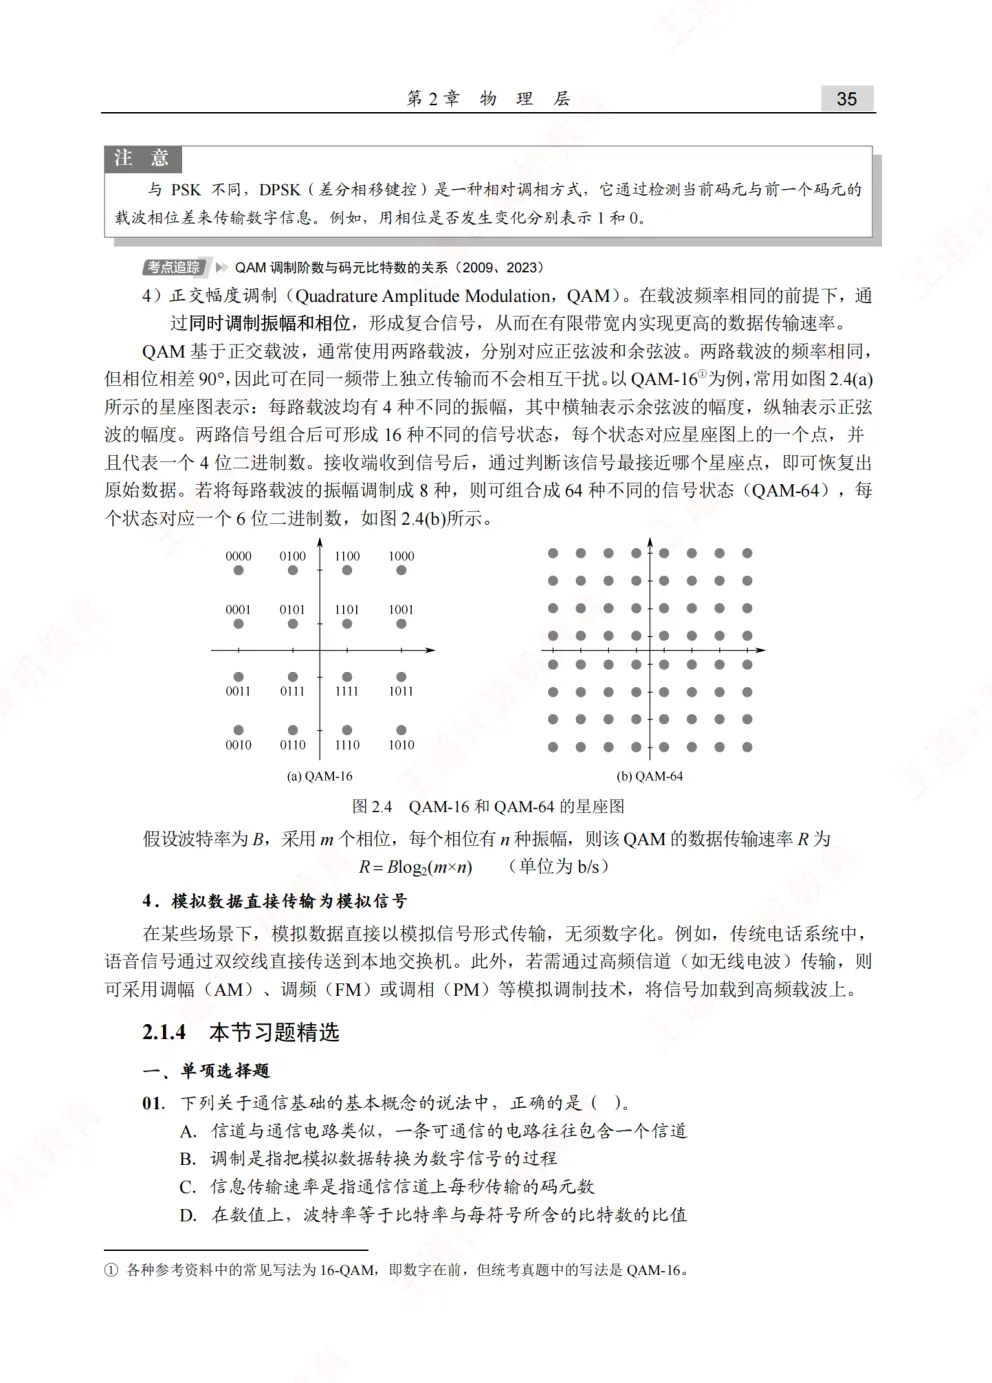 第2章 物 理 层 35
注 意
与 PSK 不同，DPSK（差分相移键控）是一种相对调相方式，它通过检测当前码元与前一个码元的
载波相位差来传输数字信息。例如，用相位是否发生变化分别表示 1 和 0。
考点追踪 QAM 调制阶数与码元比特数的关系（2009、2023）
4）正交幅度调制（Quadrature Amplitude Modulation，QAM）。在载波频率相同的前提下，通
过同时调制振幅和相位，形成复合信号，从而在有限带宽内实现更高的数据传输速率。
QAM 基于正交载波，通常使用两路载波，分别对应正弦波和余弦波。两路载波的频率相同，
但相位相差 90°，因此可在同一频带上独立传输而不会相互干扰。以 QAM-16①为例，常用如图 2.4(a)
所示的星座图表示：每路载波均有 4 种不同的振幅，其中横轴表示余弦波的幅度，纵轴表示正弦
波的幅度。两路信号组合后可形成 16 种不同的信号状态，每个状态对应星座图上的一个点，并
且代表一个 4 位二进制数。接收端收到信号后，通过判断该信号最接近哪个星座点，即可恢复出
原始数据。若将每路载波的振幅调制成 8 种，则可组合成 64 种不同的信号状态（QAM-64），每
个状态对应一个 6 位二进制数，如图 2.4(b)所示。
0000 0100 1100 1000
0001 0101 1101 1001
0011 0111 1111 1011
0010 0110 1110 1010
(a) QAM-16 (b) QAM-64
图 2.4 QAM-16 和 QAM-64 的星座图
假设波特率为 B，采用 m 个相位，每个相位有 n 种振幅，则该 QAM 的数据传输速率 R 为
R = Blog₂(m×n) （单位为 b/s）
4．模拟数据直接传输为模拟信号
在某些场景下，模拟数据直接以模拟信号形式传输，无须数字化。例如，传统电话系统中，
语音信号通过双绞线直接传送到本地交换机。此外，若需通过高频信道（如无线电波）传输，则
可采用调幅（AM）、调频（FM）或调相（PM）等模拟调制技术，将信号加载到高频载波上。
2.1.4 本节习题精选
一、单项选择题
01. 下列关于通信基础的基本概念的说法中，正确的是（ ）。
A. 信道与通信电路类似，一条可通信的电路往往包含一个信道
B. 调制是指把模拟数据转换为数字信号的过程
C. 信息传输速率是指通信信道上每秒传输的码元数
D. 在数值上，波特率等于比特率与每符号所含的比特数的比值
① 各种参考资料中的常见写法为 16-QAM，即数字在前，但统考真题中的写法是 QAM-16。